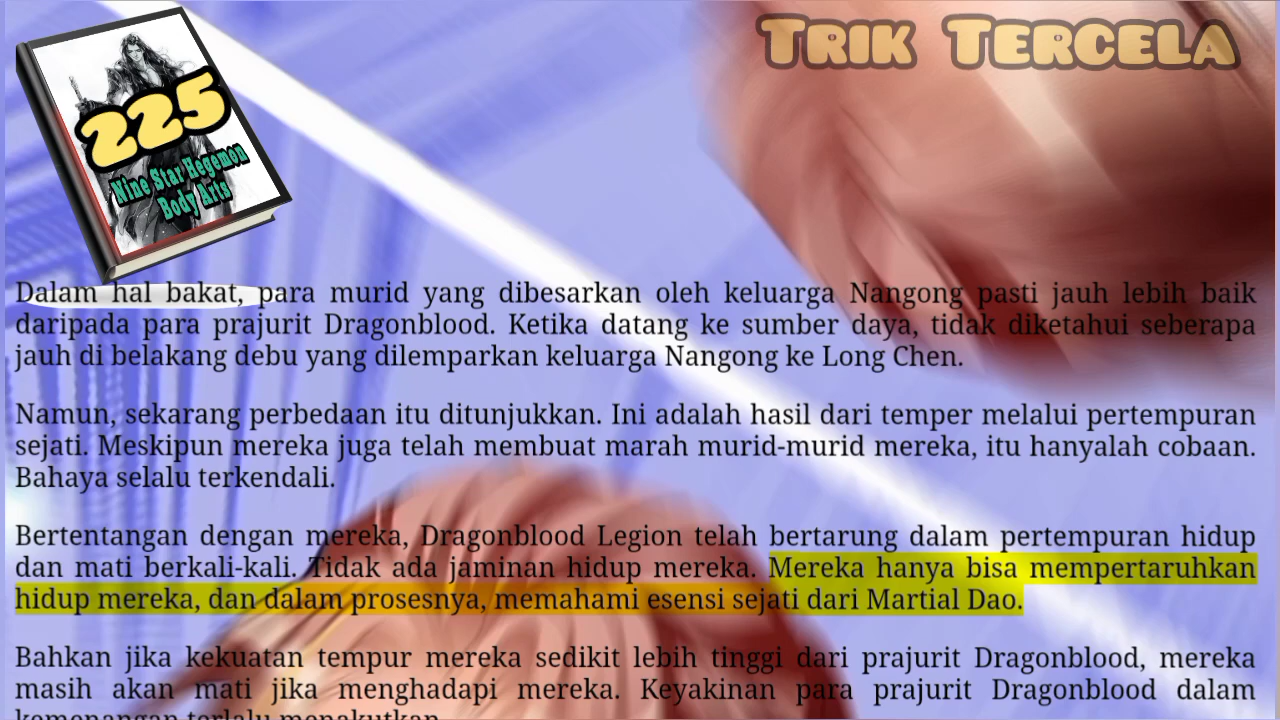 Trik Tercela
225
Nine Star Hegemon
Body Arts
Dalam hal bakat, para murid yang dibesarkan oleh keluarga Nangong pasti jauh lebih baik
daripada para prajurit Dragonblood. Ketika datang ke sumber daya, tidak diketahui seberapa
jauh di belakang debu yang dilemparkan keluarga Nangong ke Long Chen.
Namun, sekarang perbedaan itu ditunjukkan. Ini adalah hasil dari temper melalui pertempuran
sejati. Meskipun mereka juga telah membuat marah murid-murid mereka, itu hanyalah cobaan.
Bahaya selalu terkendali.
Bertentangan dengan mereka, Dragonblood Legion telah bertarung dalam pertempuran hidup
dan mati berkali-kali. Tidak ada jaminan hidup mereka. Mereka hanya bisa mempertaruhkan
hidup mereka, dan dalam prosesnya, memahami esensi sejati dari Martial Dao.
Bahkan jika kekuatan tempur mereka sedikit lebih tinggi dari prajurit Dragonblood, mereka
masih akan mati jika menghadapi mereka. Keyakinan para prajurit Dragonblood dalam
kemenangan terlalu menakutkan.